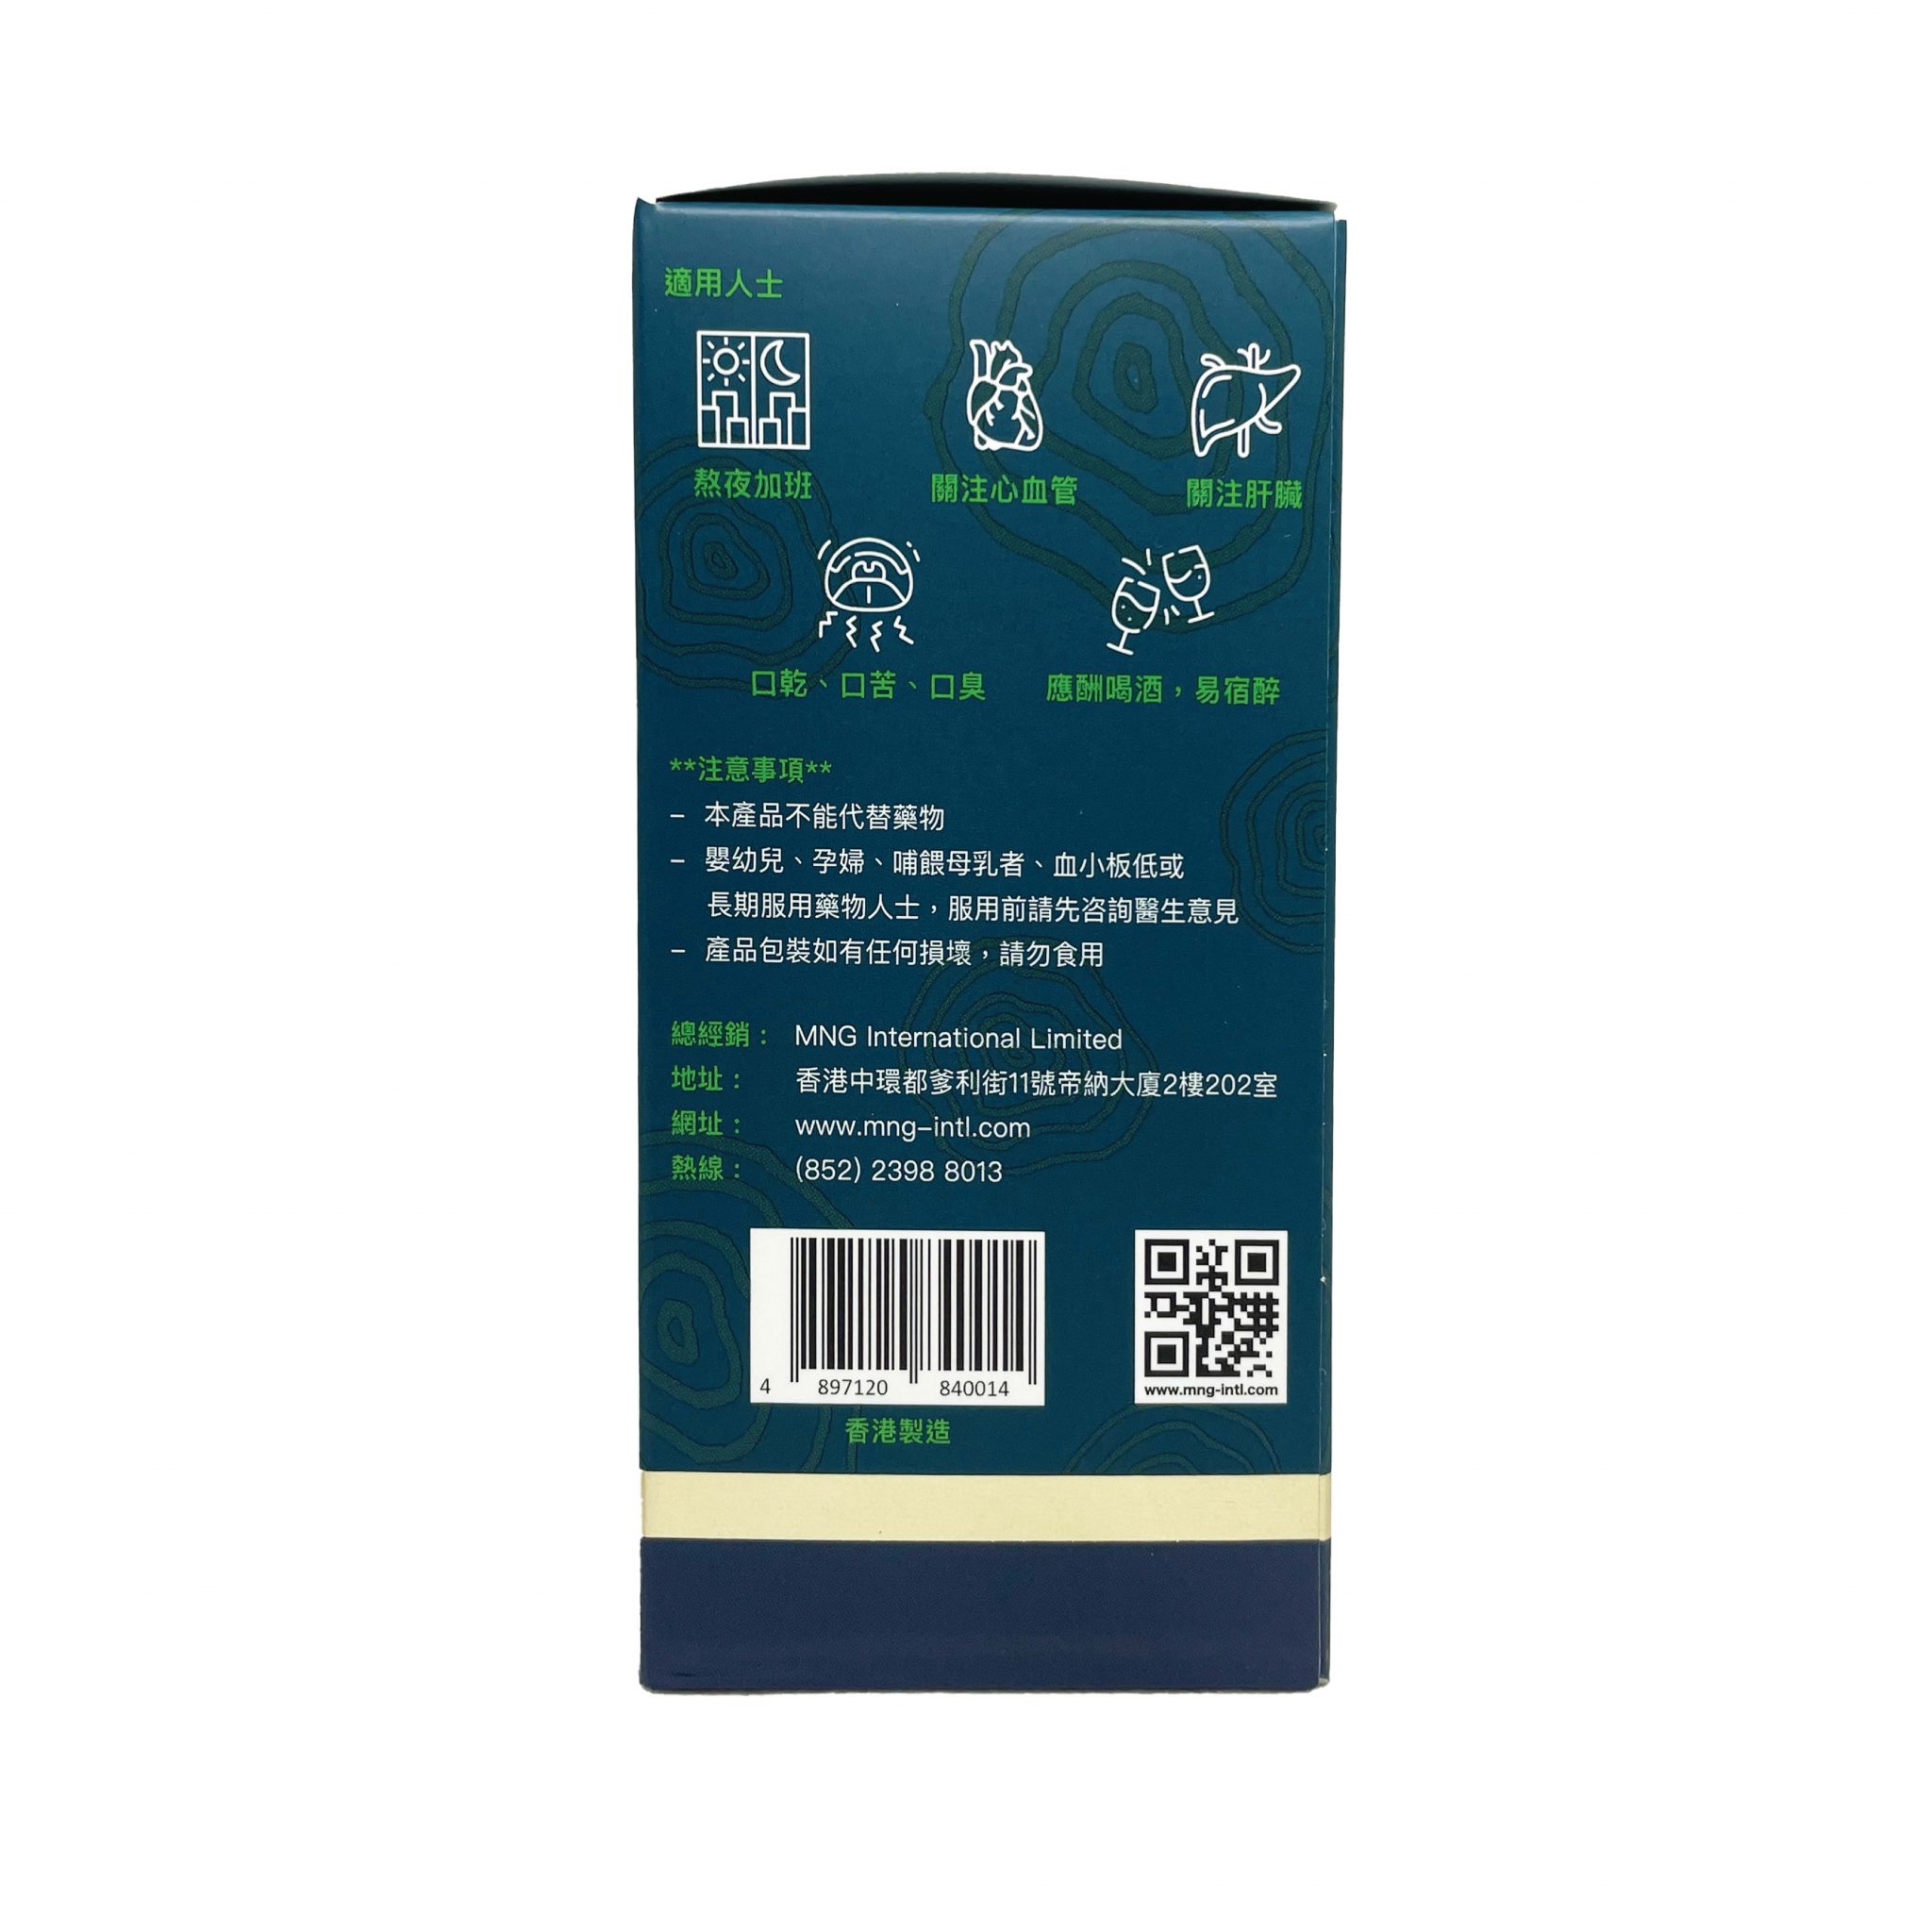 適用人士
熬夜加班
關注心血管
關注肝臟
口乾、口苦、口臭
應酬喝酒，易宿醉
**注意事項**
– 本產品不能代替藥物
– 嬰幼兒、孕婦、哺餵母乳者、血小板低或
長期服用藥物人士，服用前請先咨詢醫生意見
– 產品包裝如有任何損壞，請勿食用
總經銷： MNG International Limited
地址： 香港中環都爹利街11號帝納大廈2樓202室
網址： www.mng-intl.com
熱線： (852) 2398 8013
4 897120 840014
www.mng-intl.com
香港製造